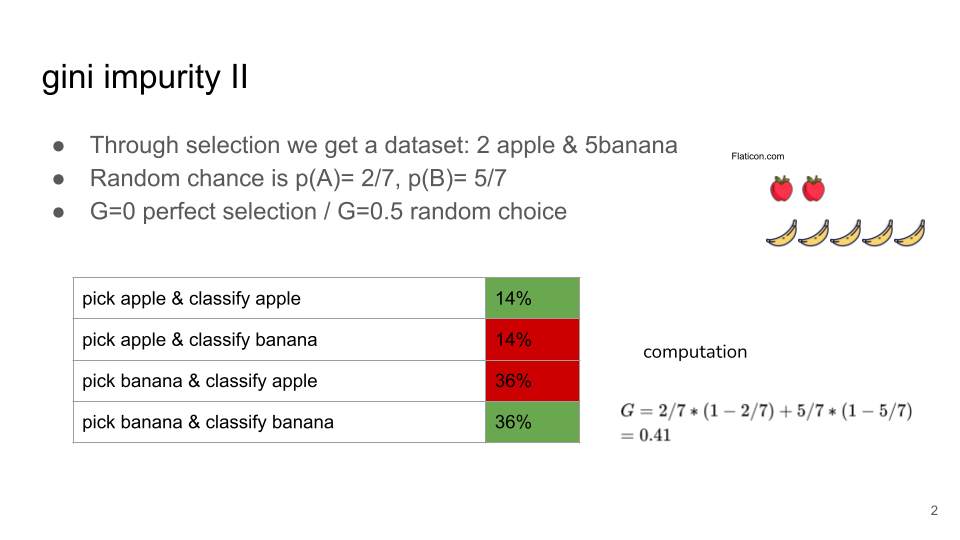 gini impurity II
● Through selection we get a dataset: 2 apple & 5banana
● Random chance is p(A)= 2/7, p(B)= 5/7
● G=0 perfect selection / G=0.5 random choice
Flaticon.com
pick apple & classify apple 14%
pick apple & classify banana 14%
pick banana & classify apple 36%
pick banana & classify banana 36%
computation
G = 2/7 ∗ (1 − 2/7) + 5/7 ∗ (1 − 5/7)
= 0.41
2